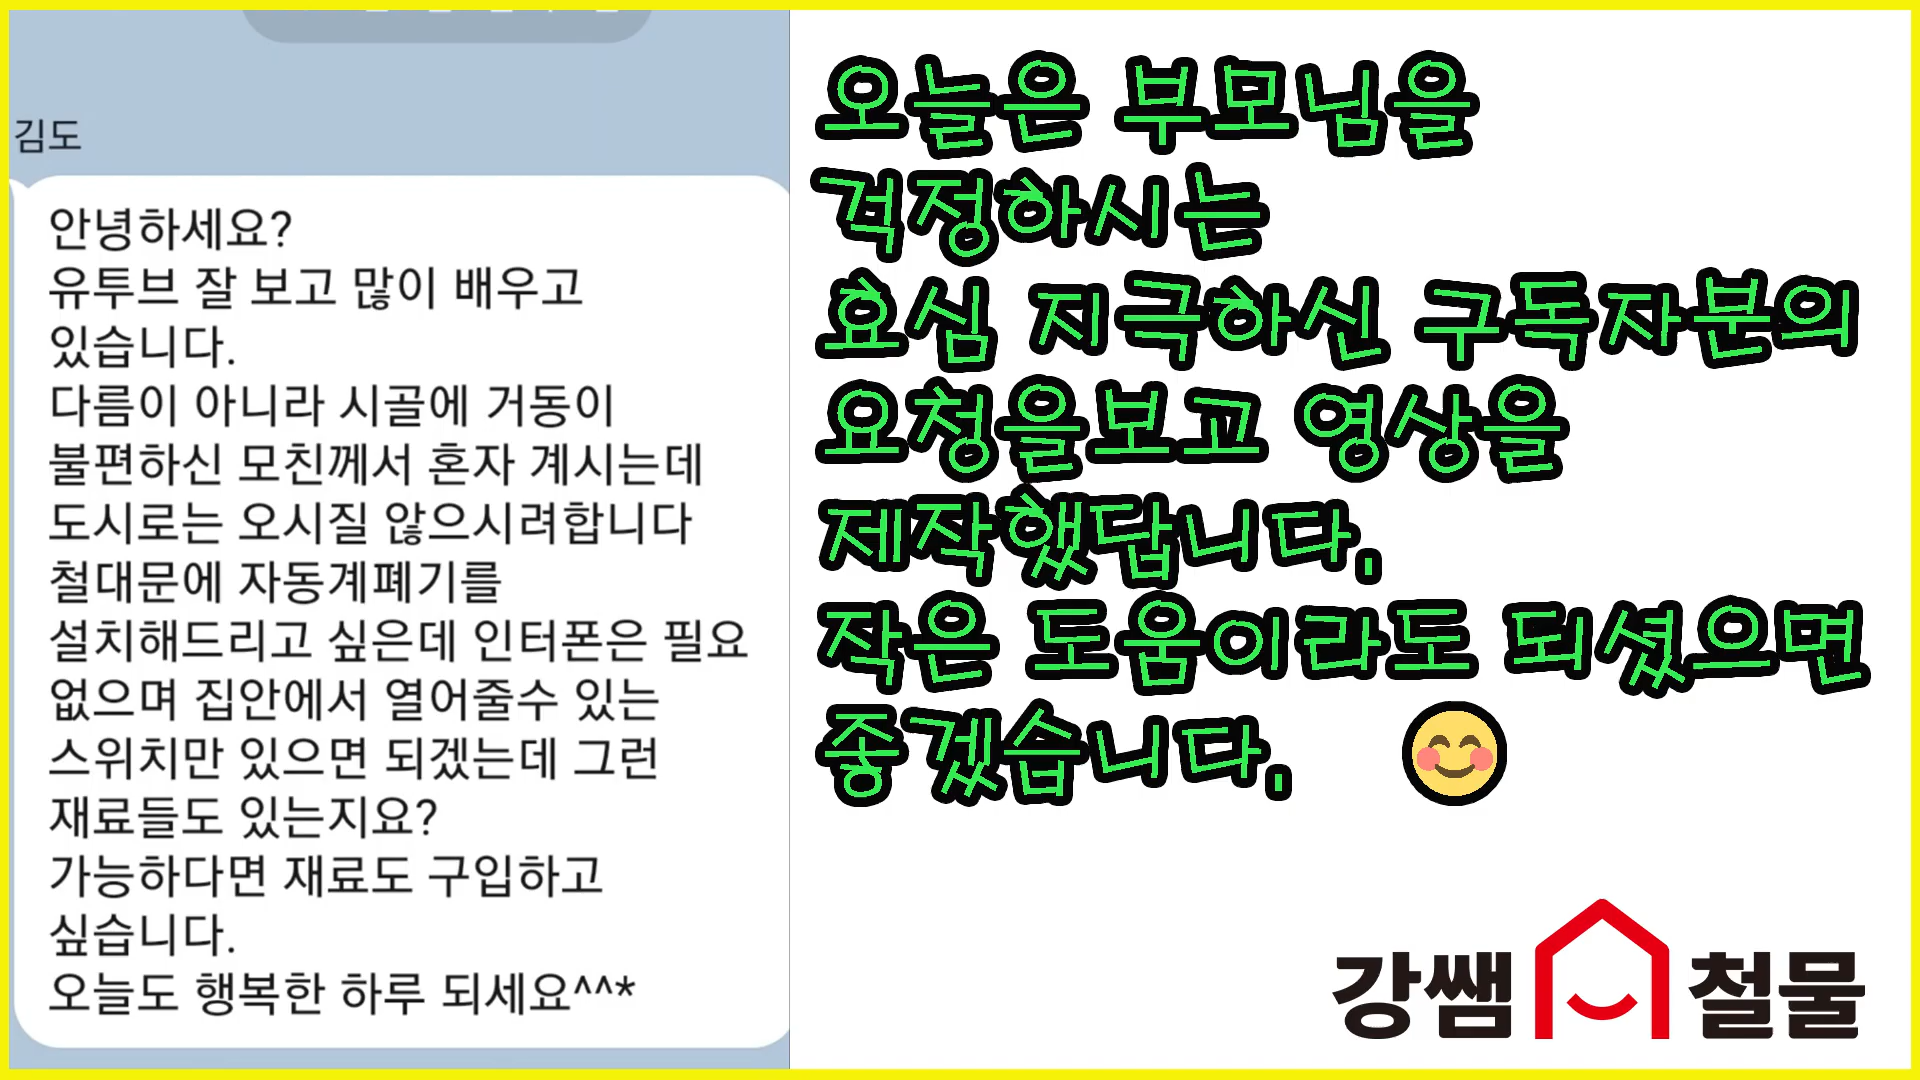 김도
안녕하세요?
유투브 잘 보고 많이 배우고
있습니다.
다름이 아니라 시골에 거동이
불편하신 모친께서 혼자 계시는데
도시로는 오시질 않으시려합니다
철대문에 자동계폐기를
설치해드리고 싶은데 인터폰은 필요
없으며 집안에서 열어줄수 있는
스위치만 있으면 되겠는데 그런
재료들도 있는지요?
가능하다면 재료도 구입하고
싶습니다.
오늘도 행복한 하루 되세요^^*
오늘은 부모님을
걱정하시는
효심 지극하신 구독자분의
요청을보고 영상을
제작했답니다.
작은 도움이라도 되셨으면
좋겠습니다. 😊
강쌤철물